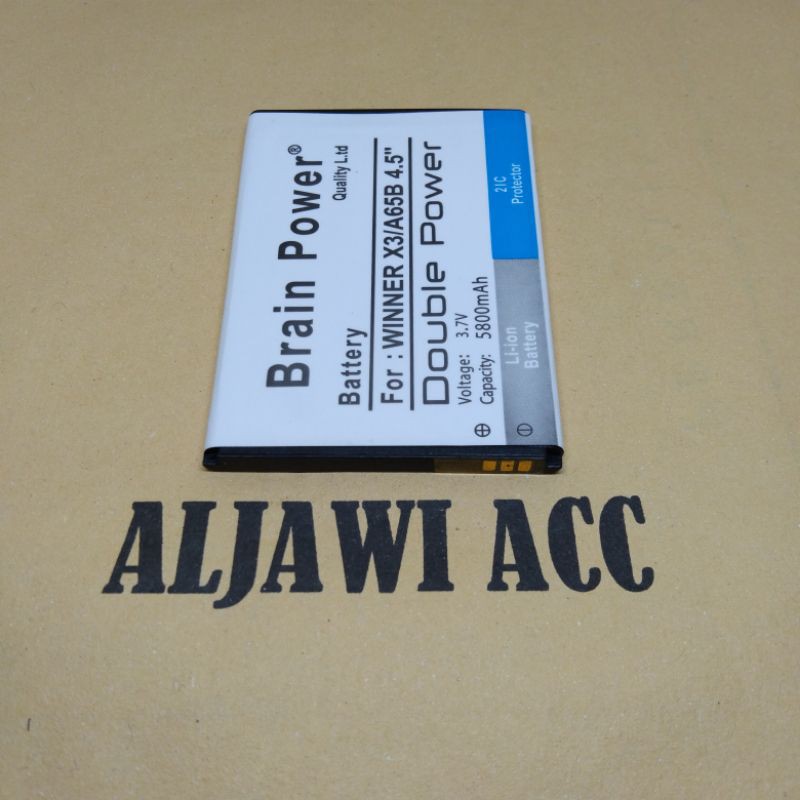 Brain Power®
Quality L.td
Battery
For : WINNER X3/A65B 4.5"
Double Power
Voltage: 3.7V
Capacity: 5800mAh
⊕ ⊖
Li-ion
Battery
2IC
Protector
ALJAWI ACC